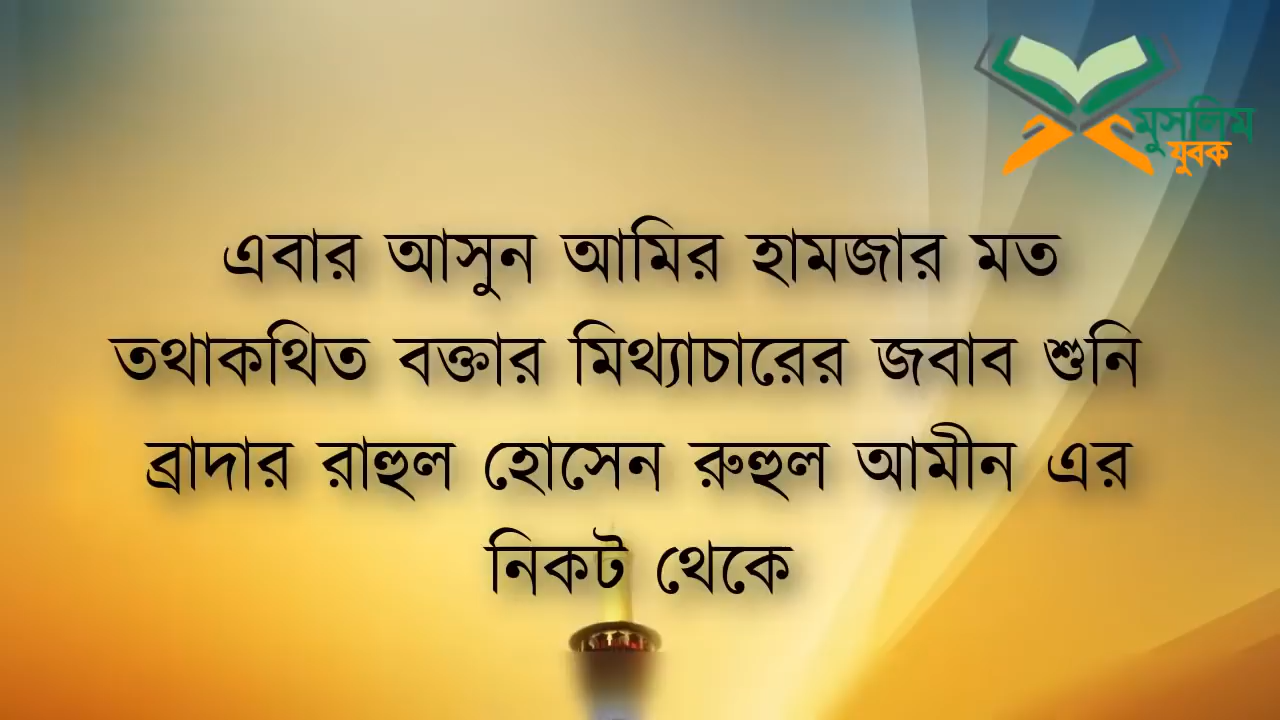 মুসলিম
যুবক
এবার আসুন আমির হামজার মত
তথাকথিত বক্তার মিথ্যাচারের জবাব শুনি
ব্রাদার রাহুল হোসেন রুহুল আমীন এর
নিকট থেকে